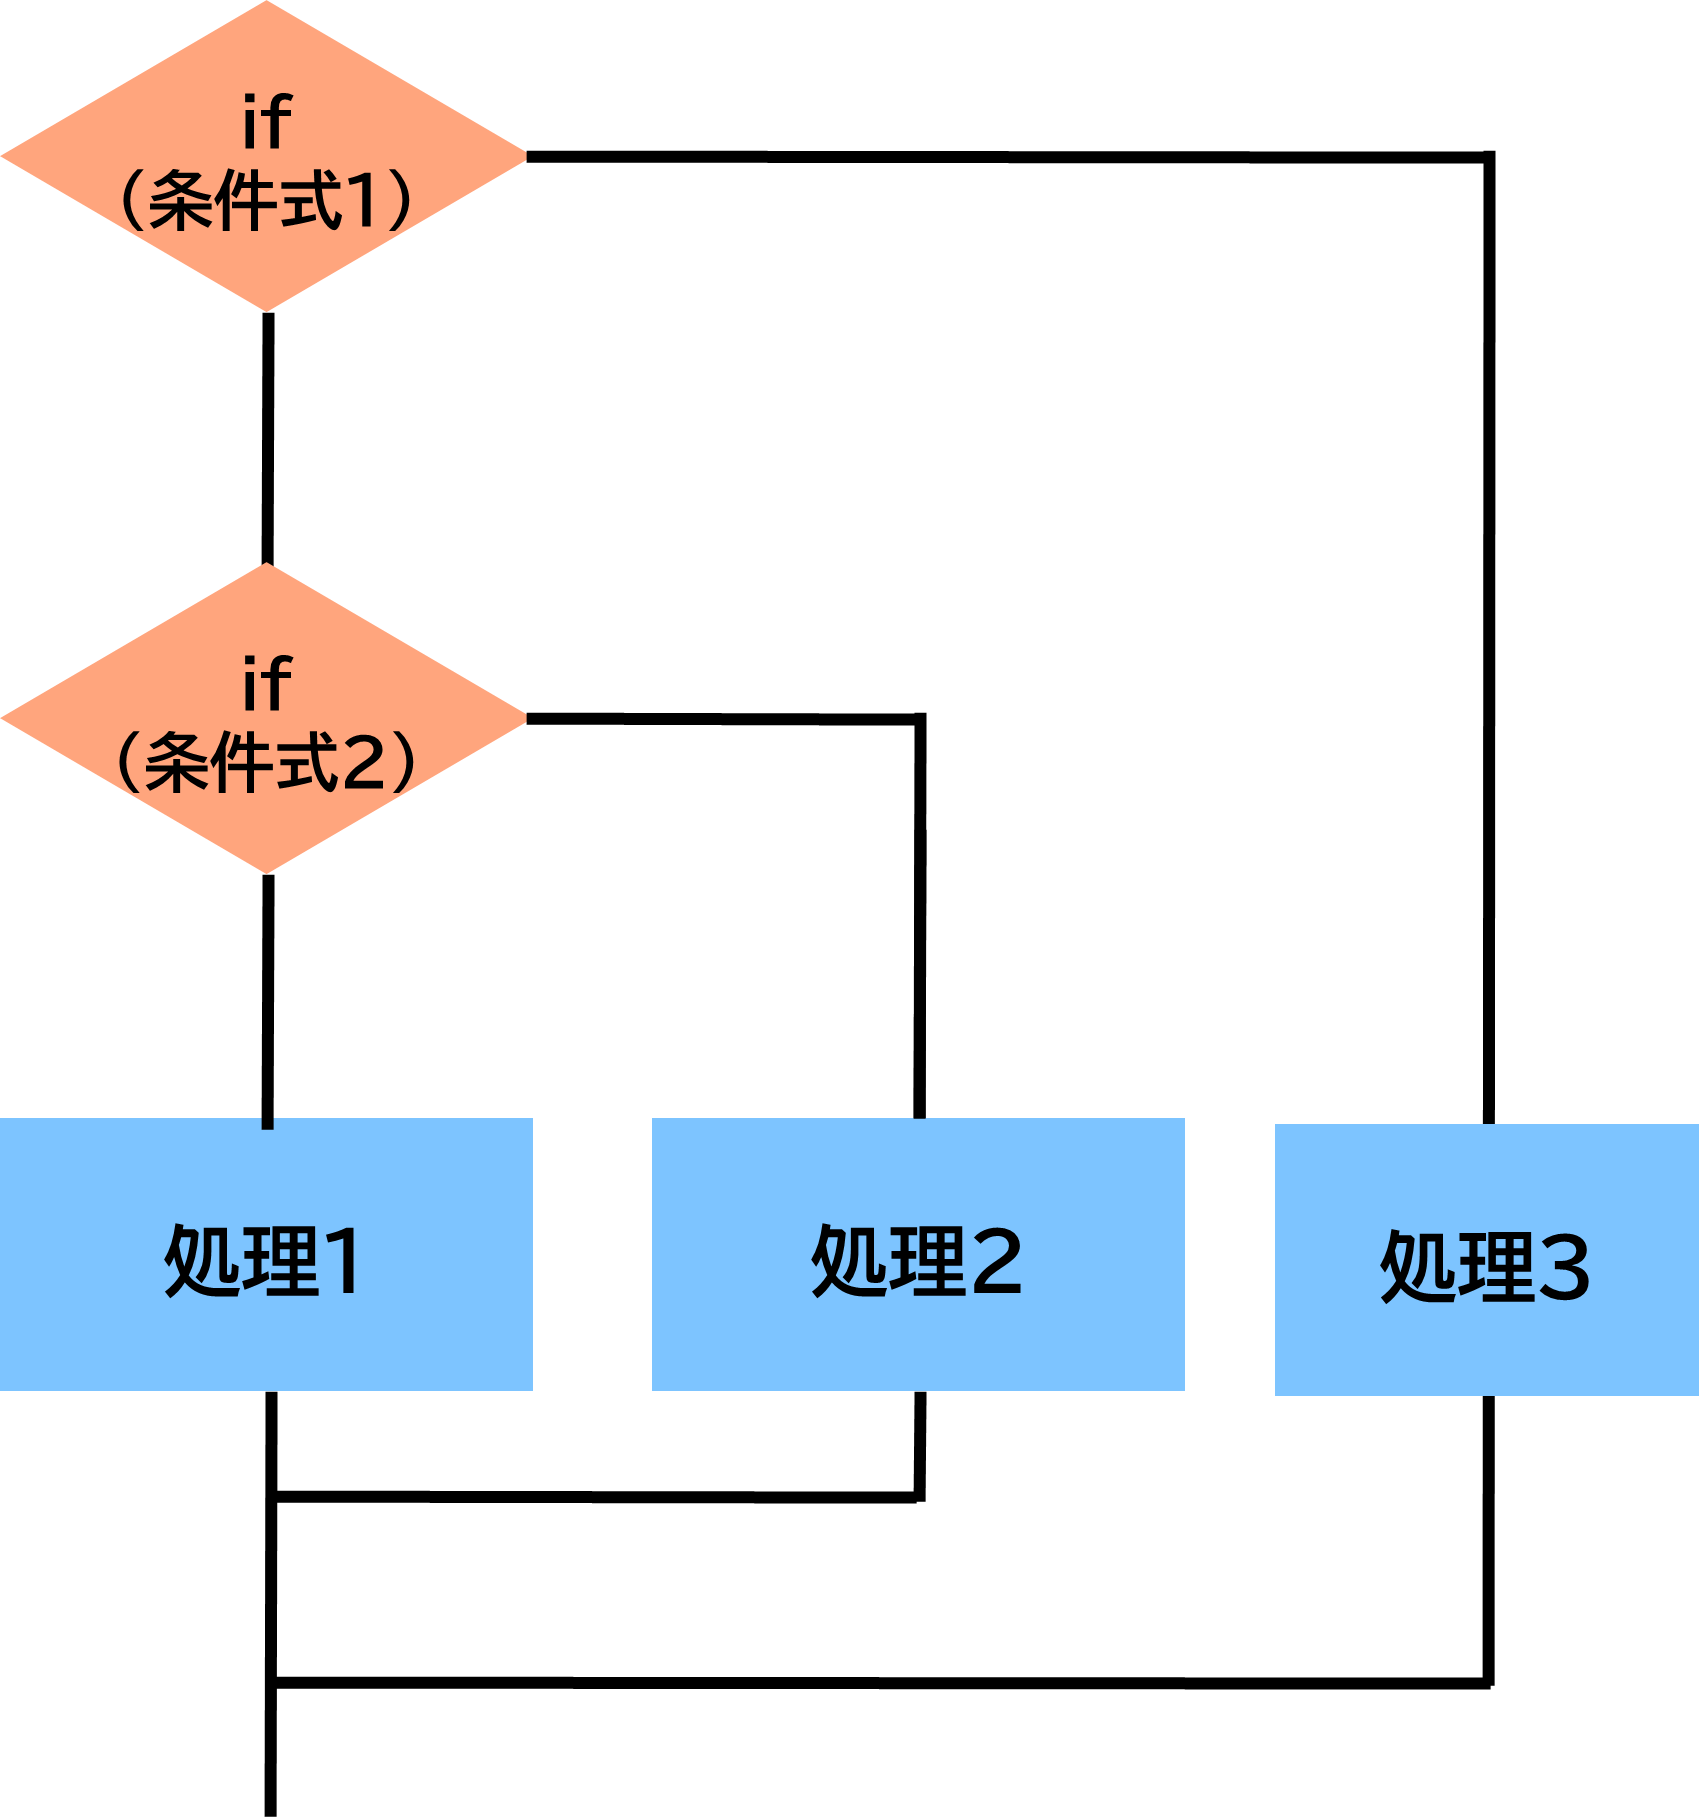 if
（条件式1）
if
（条件式2）
処理1
処理2
処理3